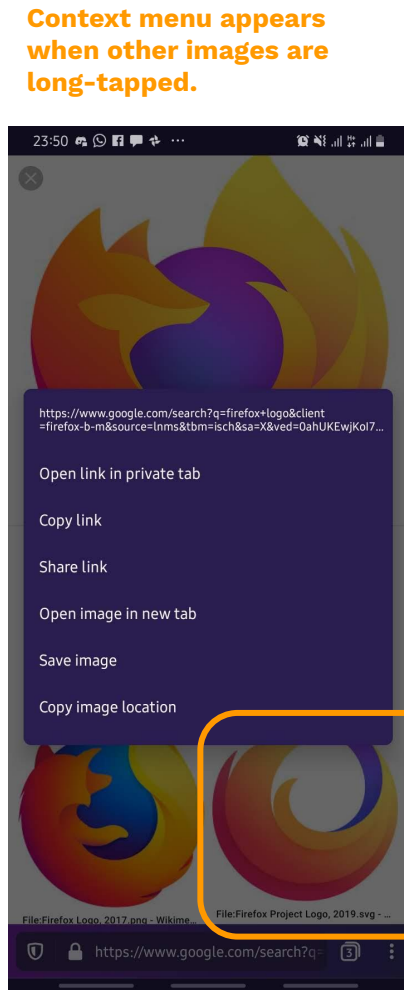 Context menu appears
when other images are
long-tapped.
23:50 ...
https://www.google.com/search?q=firefox+logo&client
=firefox-b-m&source=lnms&tbm=isch&sa=X&ved=0ahUKEwjKoI7...
Open link in private tab
Copy link
Share link
Open image in new tab
Save image
Copy image location
File:Firefox Logo, 2017.png - Wikime...
File:Firefox Project Logo, 2019.svg - ...
https://www.google.com/search?q=
3